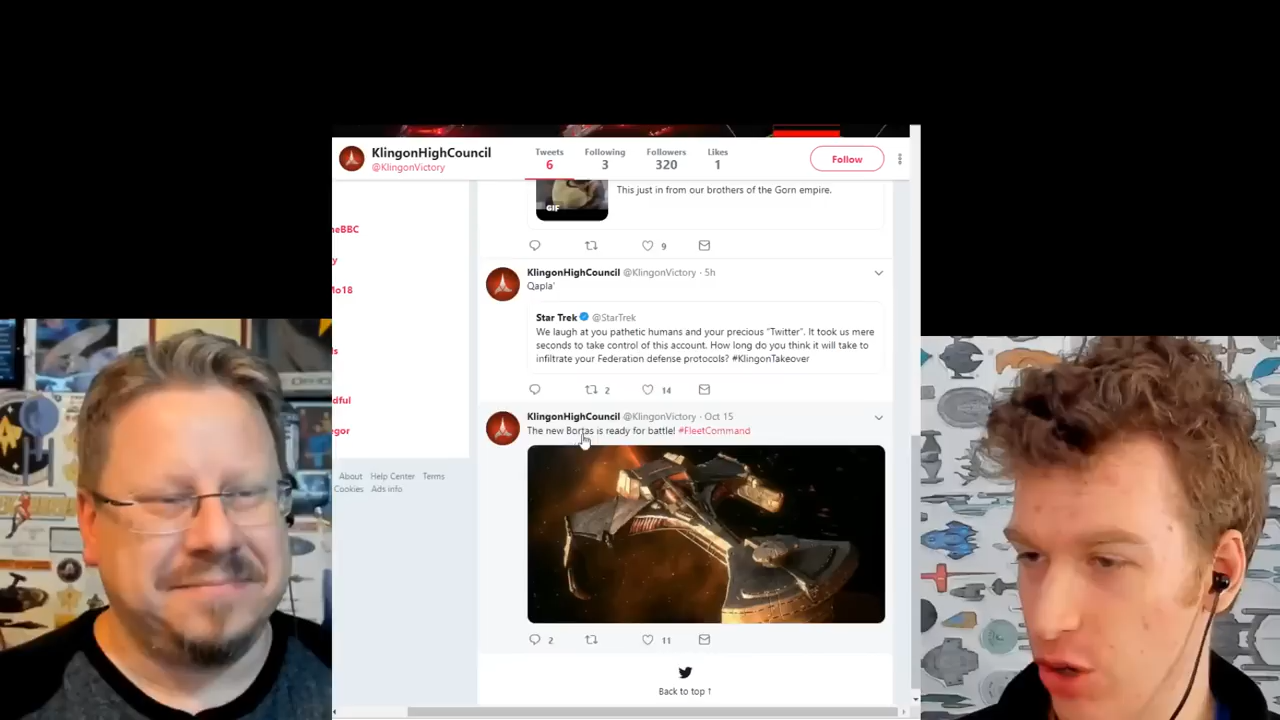 KlingonHighCouncil
@KlingonVictory
Tweets
6
Following
3
Followers
320
Likes
1
Follow
GIF
This just in from our brothers of the Gorn empire.
9
KlingonHighCouncil @KlingonVictory · 5h
Qapla'
Star Trek @StarTrek
We laugh at you pathetic humans and your precious "Twitter". It took us mere
seconds to take control of this account. How long do you think it will take to
infiltrate your Federation defense protocols? #KlingonTakeover
2
14
KlingonHighCouncil @KlingonVictory · Oct 15
The new Bortas is ready for battle! #FleetCommand
2
11
Back to top ↑
neBBC
y
Mo18
ls
dful
egor
About Help Center Terms
Cookies Ads info